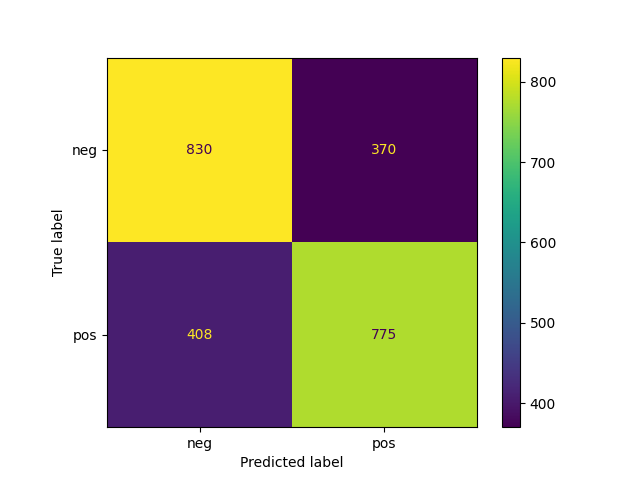 neg
830
370
pos
408
775
neg
pos
True label
Predicted label
800
700
600
500
400